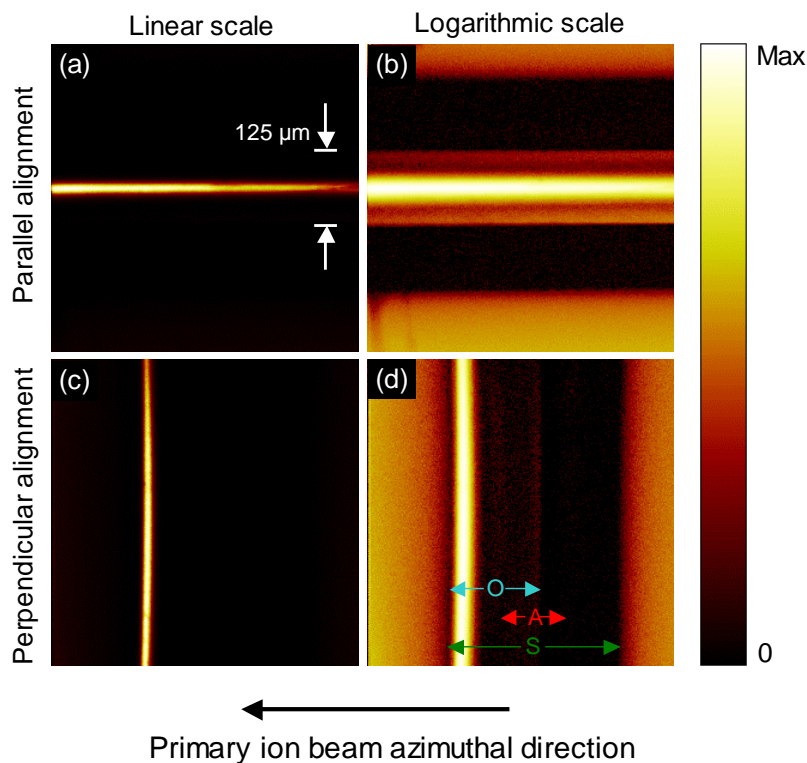 Linear scale
Logarithmic scale
Parallel alignment
(a)
125 µm
(b)
Max
Perpendicular alignment
(c)
(d)
O
A
S
0
Primary ion beam azimuthal direction